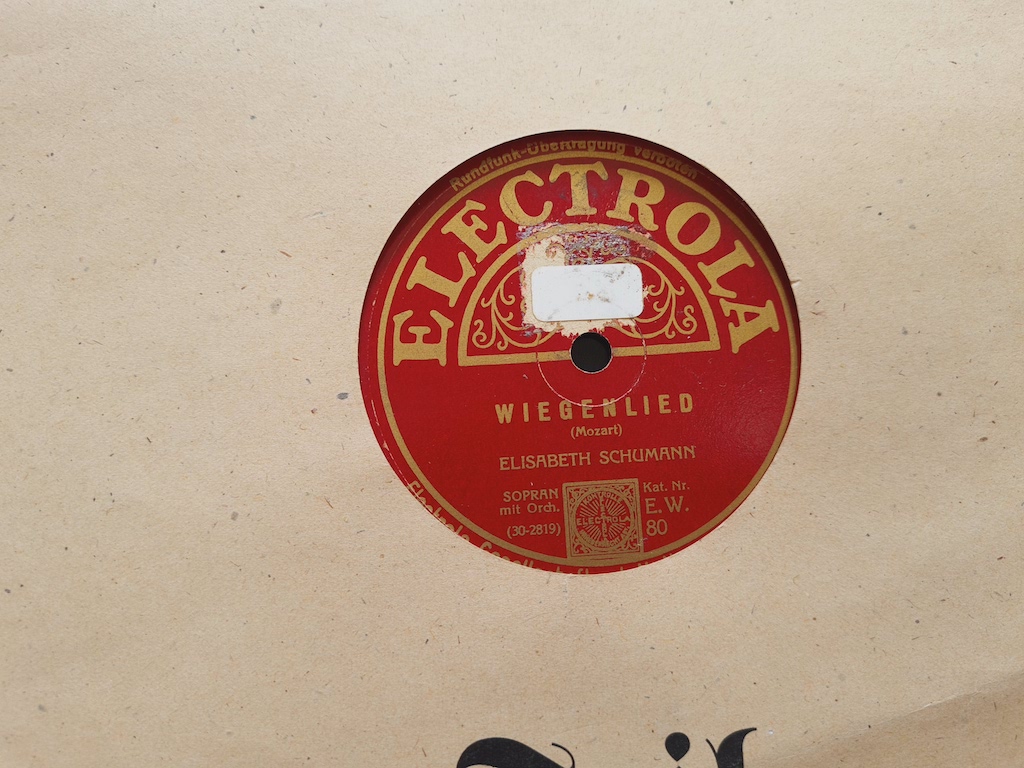 Rundfunk-Übertragung verboten
ELECTROLA
WIEGENLIED
(Mozart)
ELISABETH SCHUMANN
SOPRAN
mit Orch.
(30-2819)
ELECTROLA
Kat. Nr.
E.W.
80